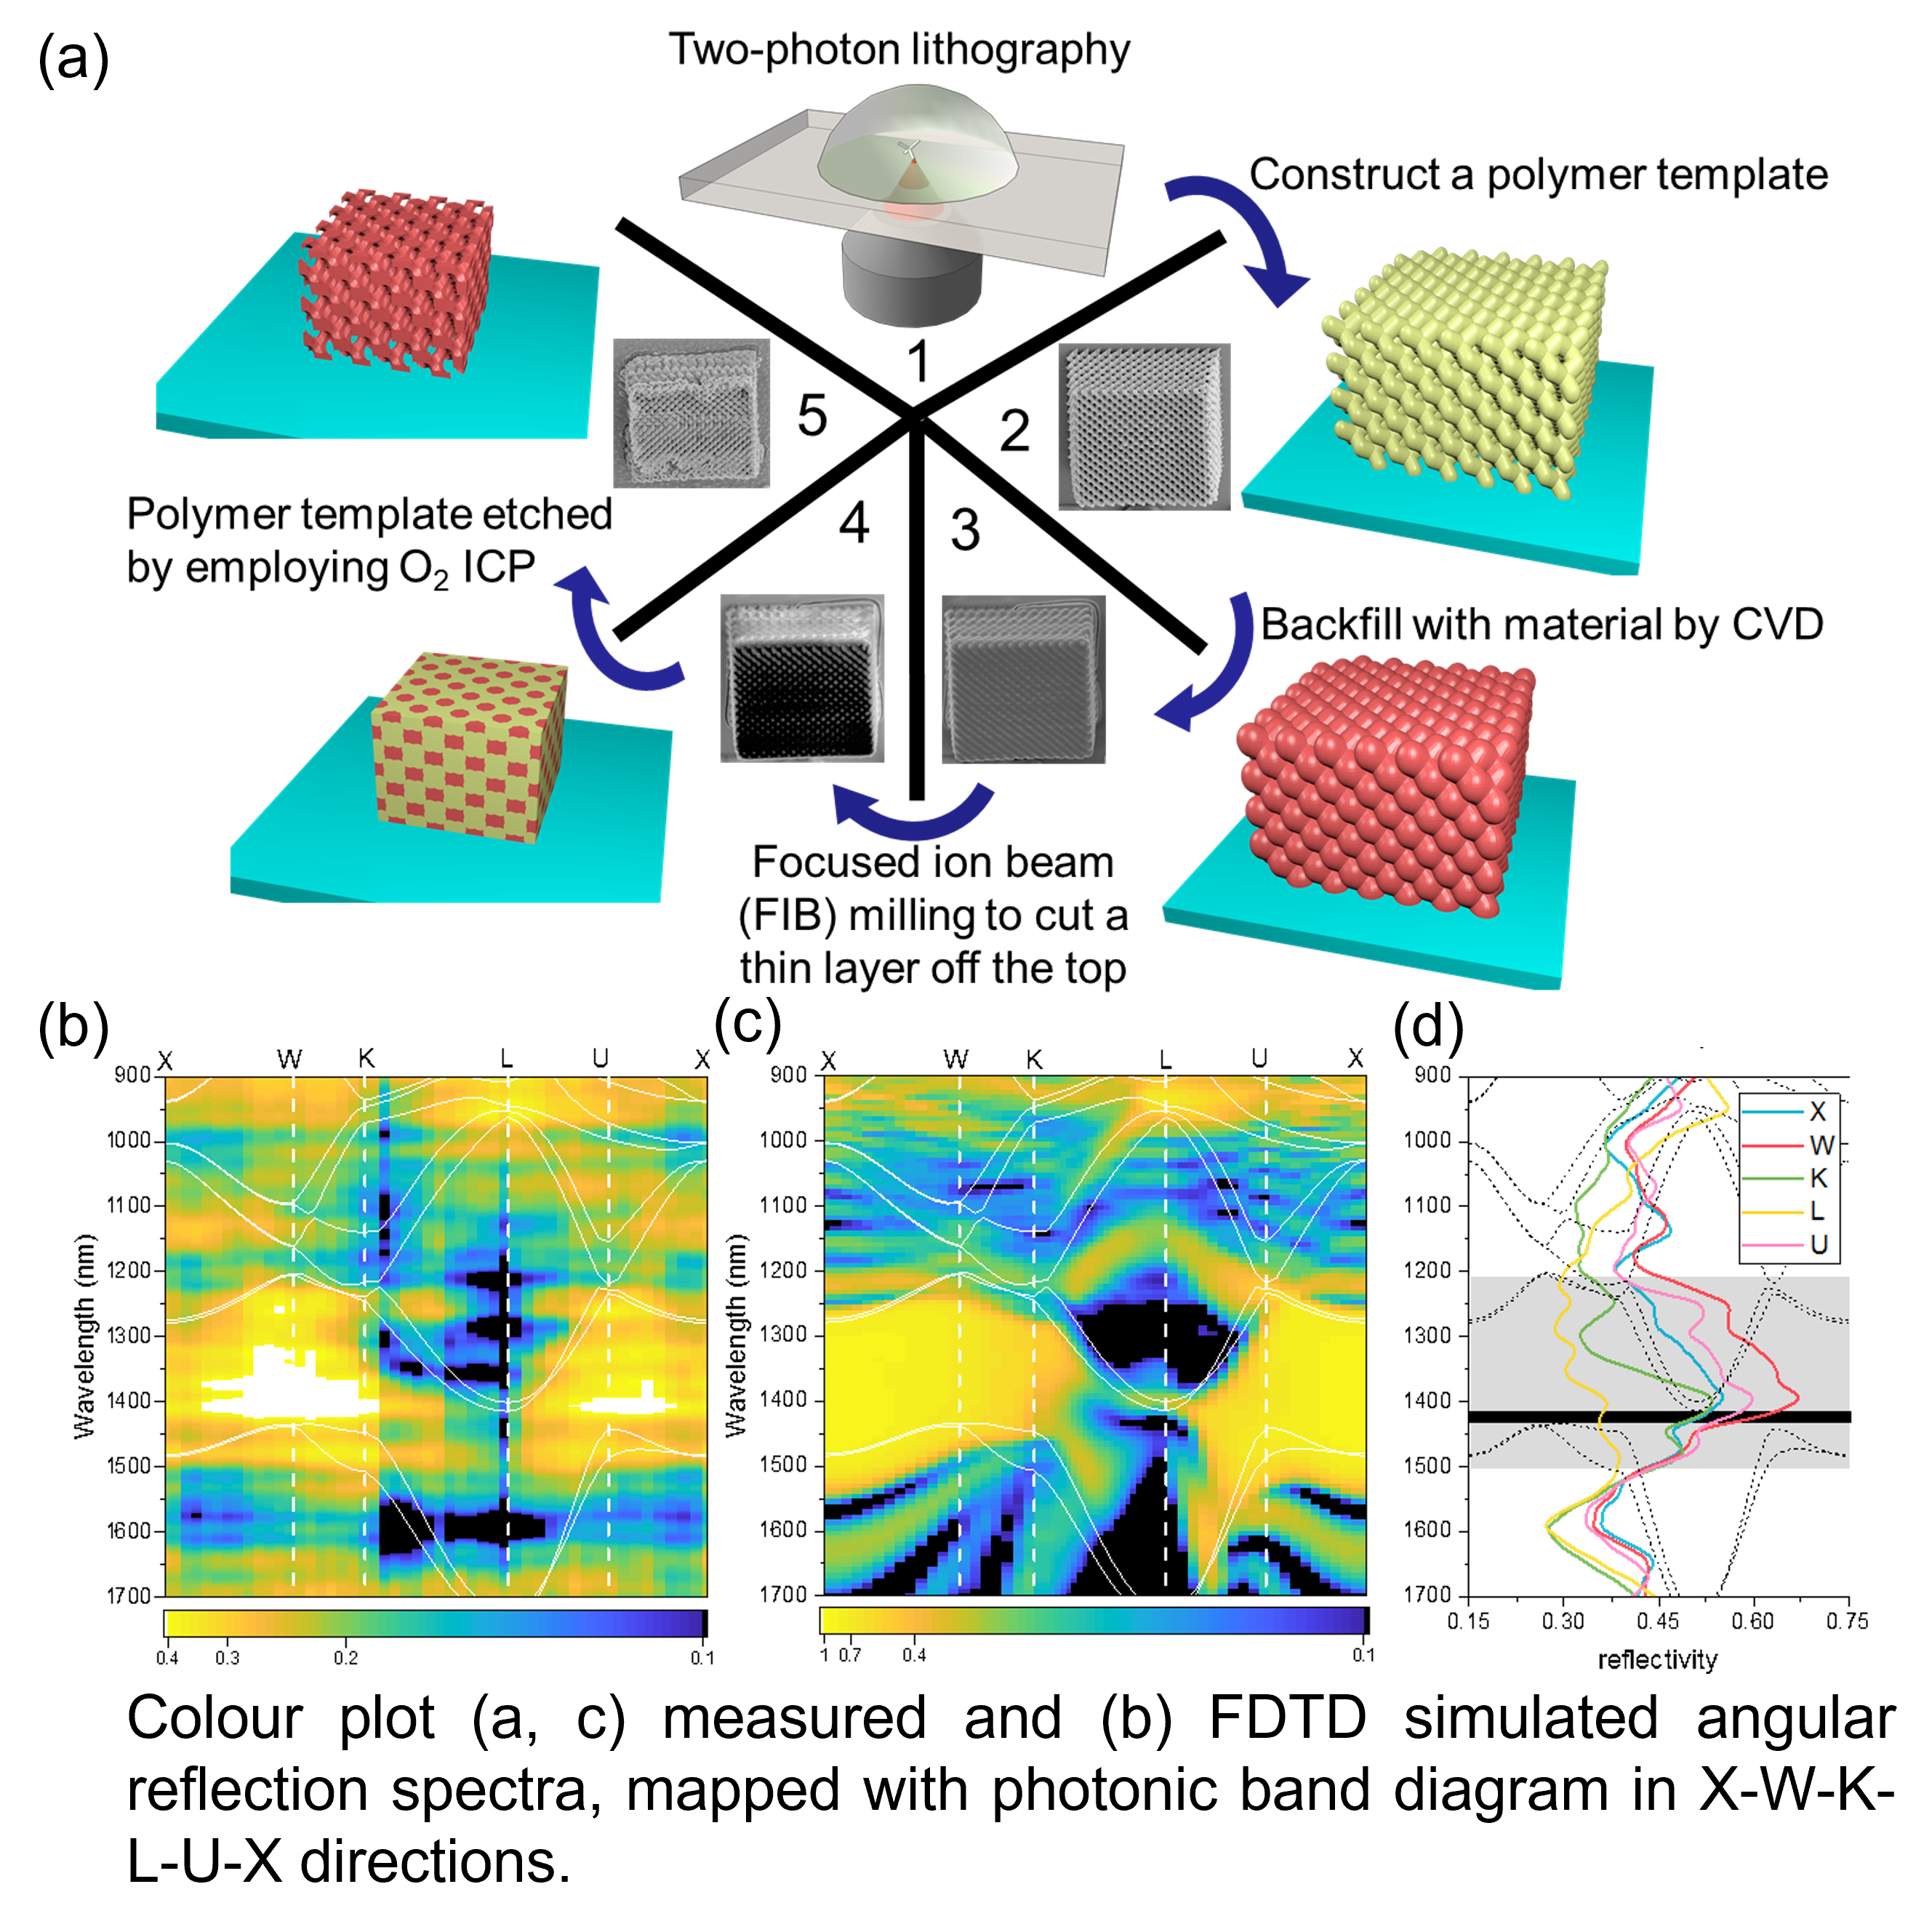 (a)
Two-photon lithography
Construct a polymer template
1
5
2
4
3
Polymer template etched
by employing O₂ ICP
Backfill with material by CVD
Focused ion beam
(FIB) milling to cut a
thin layer off the top
(b)
X W K L U X
900
1000
1100
1200
1300
1400
1500
1600
1700
Wavelength (nm)
0.4 0.3 0.2 0.1
(c)
X W K L U X
900
1000
1100
1200
1300
1400
1500
1600
1700
Wavelength (nm)
1 0.7 0.4 0.1
(d)
900
1000
1100
1200
1300
1400
1500
1600
1700
X
W
K
L
U
0.15 0.30 0.45 0.60 0.75
reflectivity
Colour plot (a, c) measured and (b) FDTD simulated angular
reflection spectra, mapped with photonic band diagram in X-W-K-
L-U-X directions.